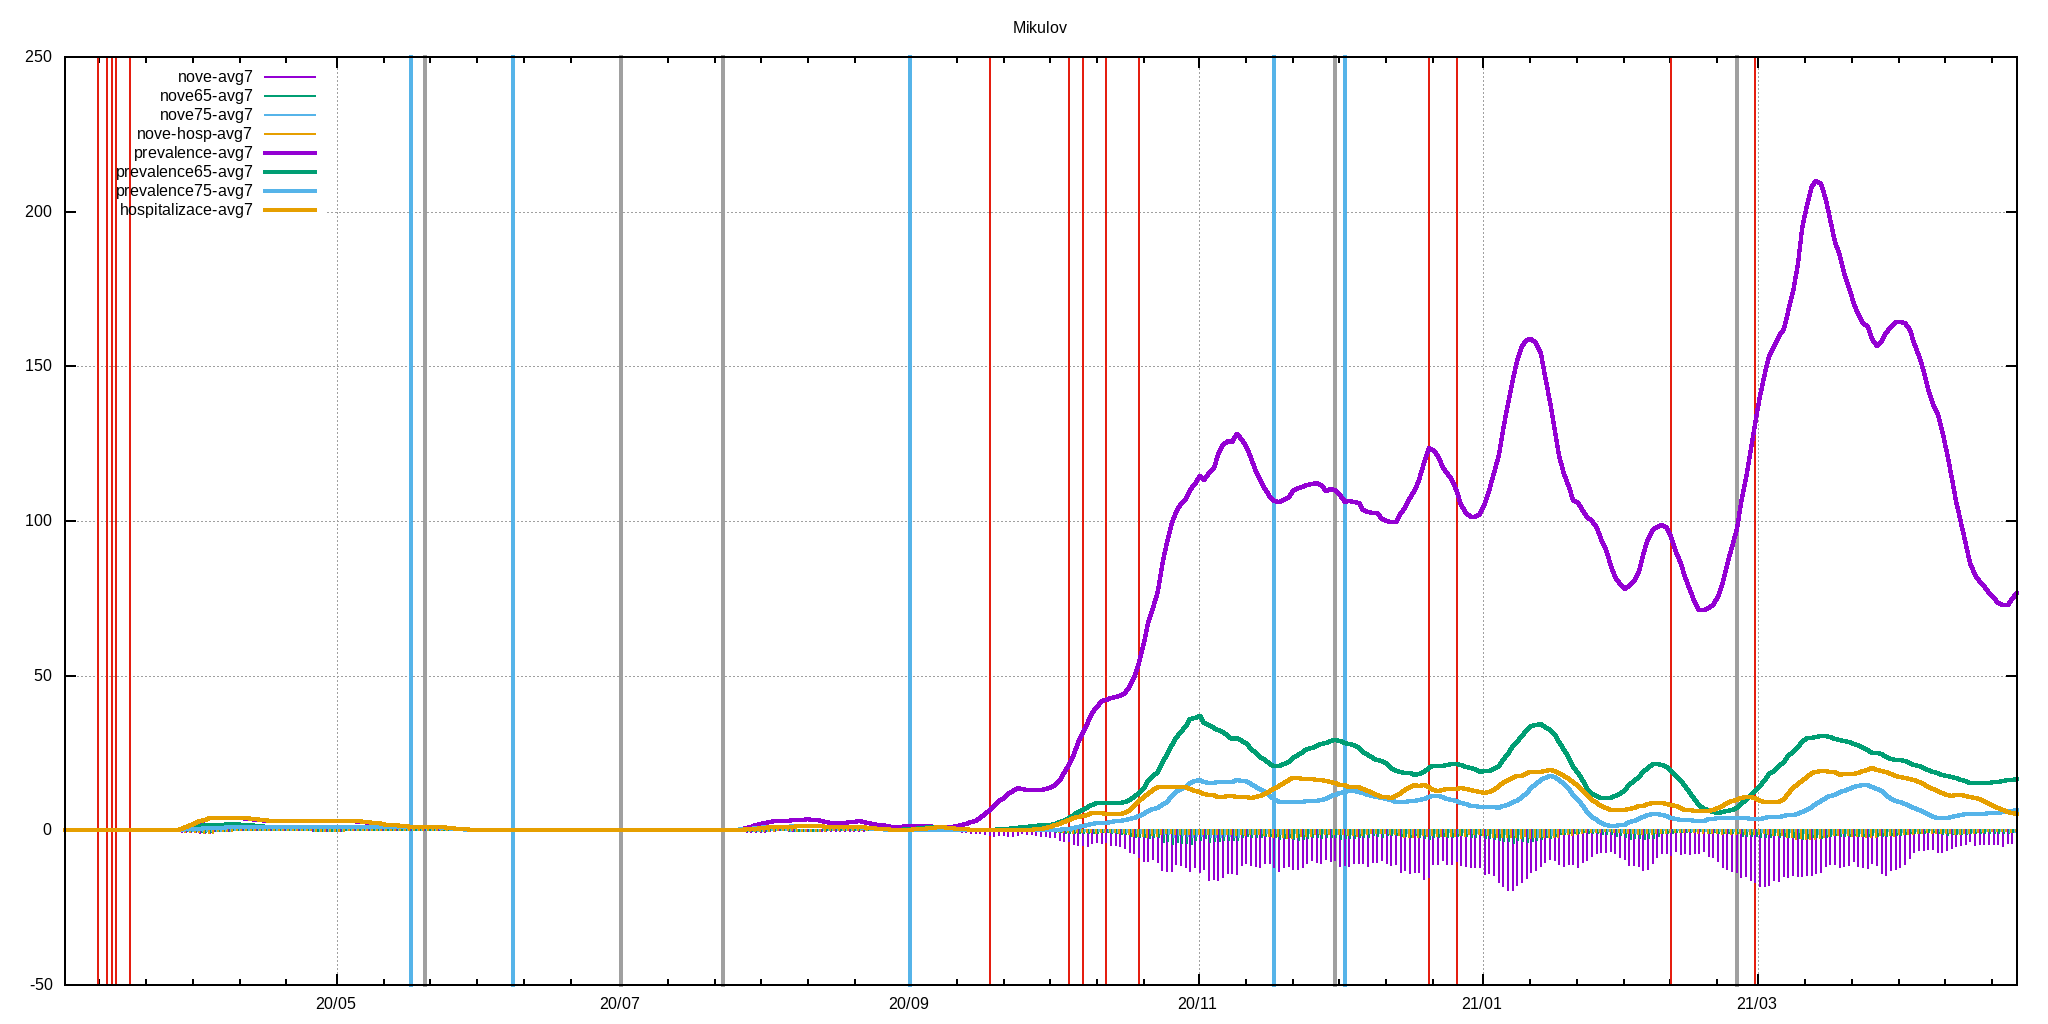 Mikulov
250
200
150
100
50
0
-50
nove-avg7
nove65-avg7
nove75-avg7
nove-hosp-avg7
prevalence-avg7
prevalence65-avg7
prevalence75-avg7
hospitalizace-avg7
20/05
20/07
20/09
20/11
21/01
21/03